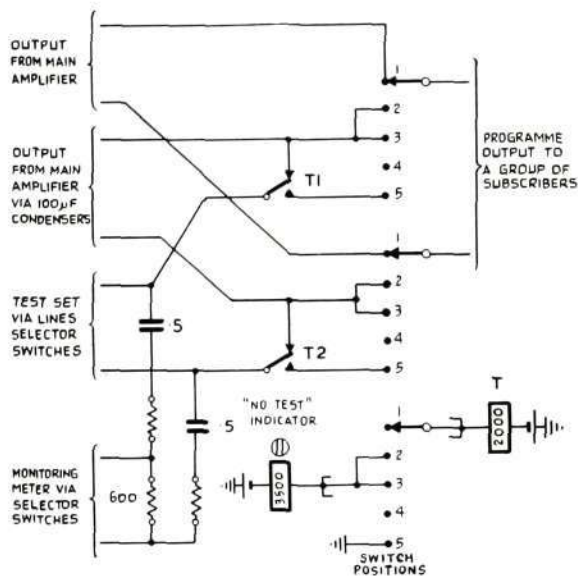 OUTPUT
FROM MAIN
AMPLIFIER
OUTPUT
FROM MAIN
AMPLIFIER
VIA 100µF
CONDENSERS
TEST SET
VIA LINES
SELECTOR
SWITCHES
MONITORING
METER VIA
SELECTOR
SWITCHES
1
2
3
4
5
T1
1
2
3
4
5
T2
.5
.5
600
"NO TEST"
INDICATOR
3500
1
2
3
4
5
SWITCH
POSITIONS
T
2000
PROGRAMME
OUTPUT TO
A GROUP OF
SUBSCRIBERS